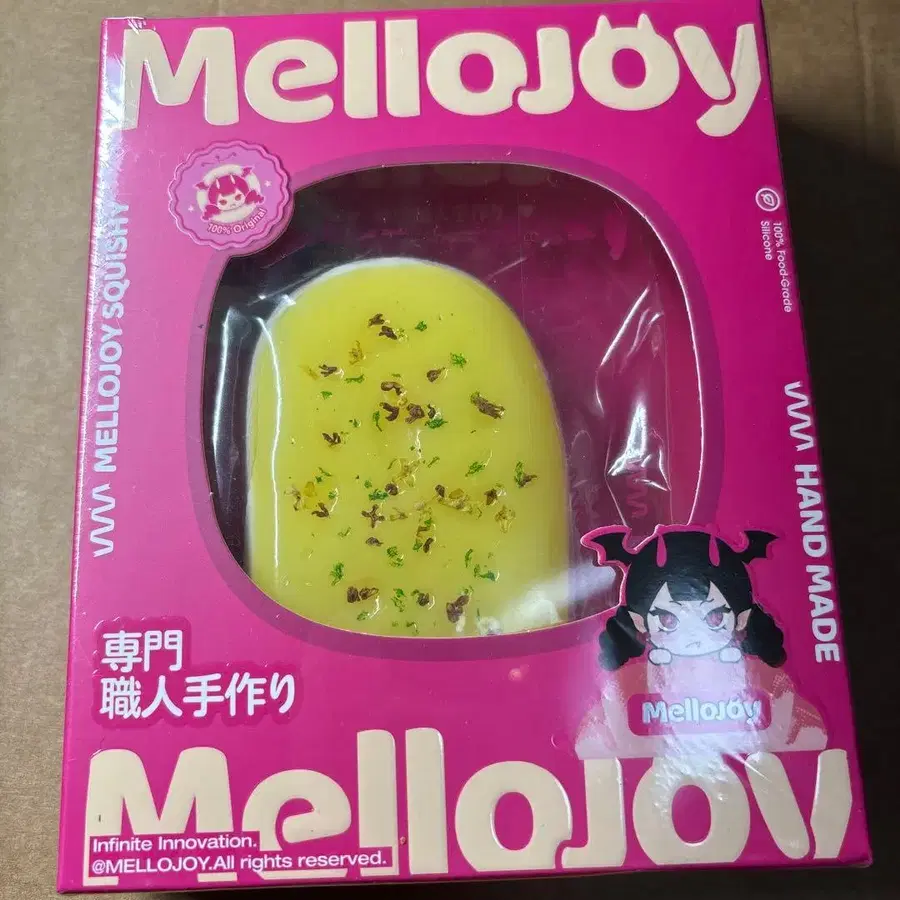 MelloJoy
100% Original
MELLOJOY SQUISHY
100% Food-Grade
Silicone
HAND MADE
専門
職人手作り
MelloJoy
MelloJoy
Infinite Innovation.
@MELLOJOY.All rights reserved.